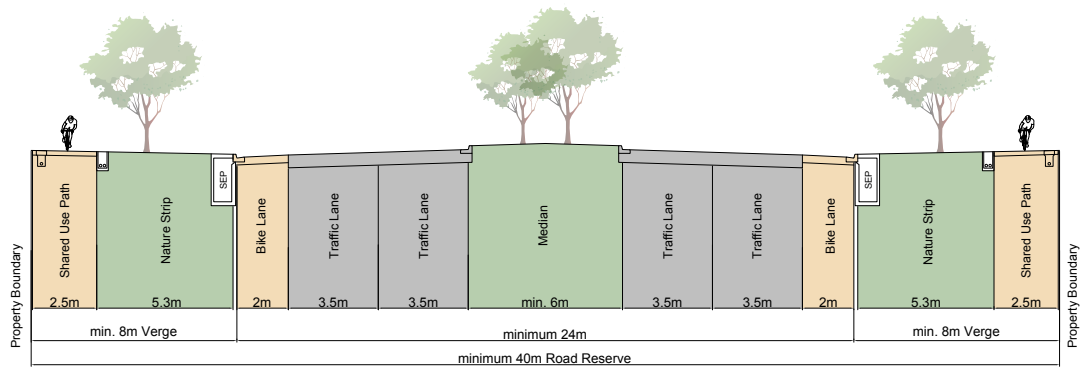 Property Boundary
Shared Use Path
2.5m
Nature Strip
5.3m
SEP
Bike Lane
2m
Traffic Lane
3.5m
Traffic Lane
3.5m
Median
min. 6m
Traffic Lane
3.5m
Traffic Lane
3.5m
Bike Lane
2m
SEP
Nature Strip
5.3m
Shared Use Path
2.5m
Property Boundary
min. 8m Verge
minimum 24m
min. 8m Verge
minimum 40m Road Reserve